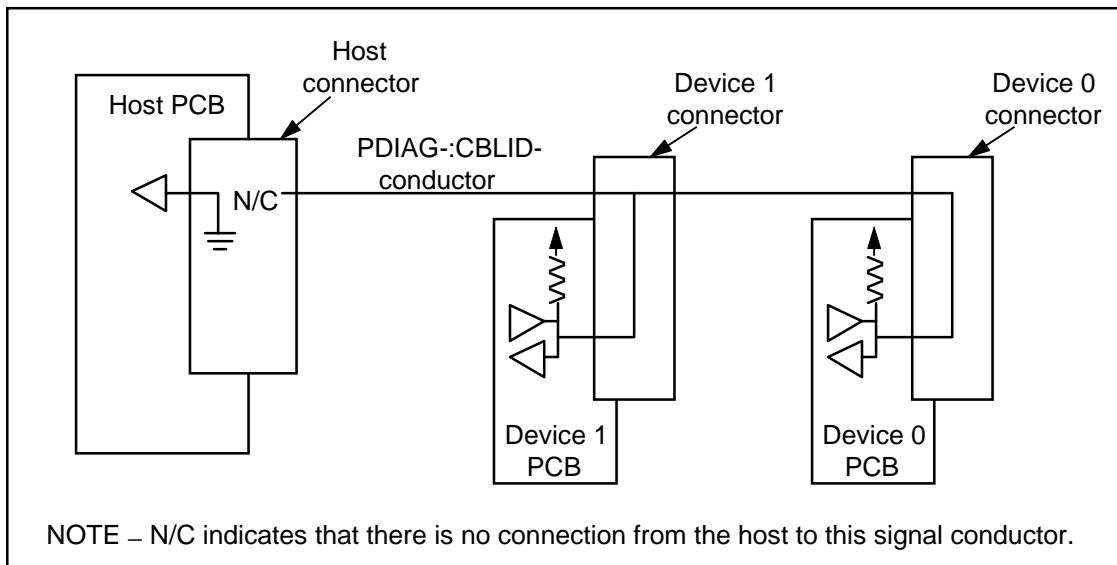 Host
connector
Host PCB
Device 1
connector
Device 0
connector
PDIAG-:CBLID-
conductor
N/C
Device 1
PCB
Device 0
PCB
NOTE – N/C indicates that there is no connection from the host to this signal conductor.